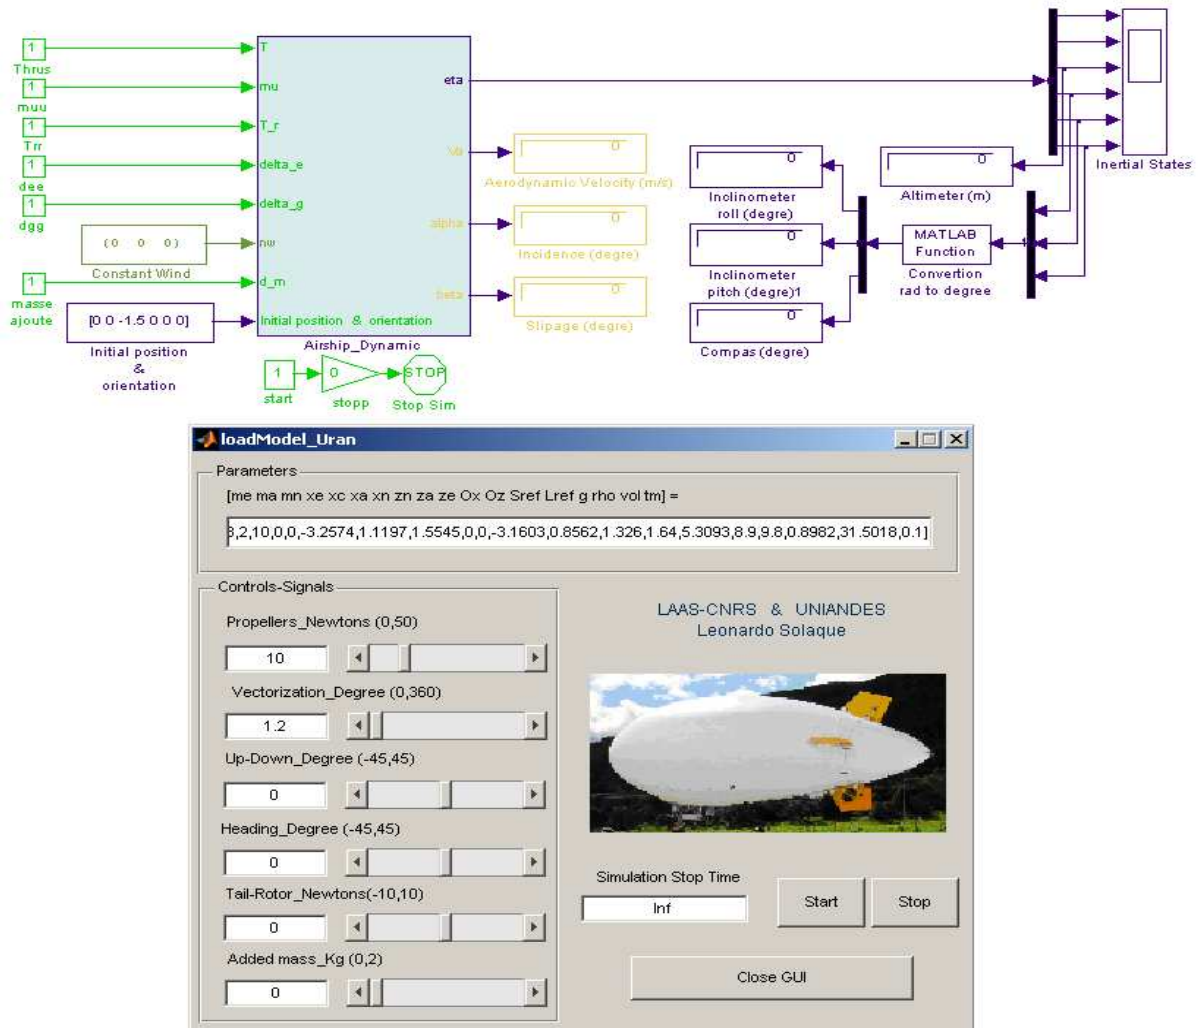 1
Thrus
1
muu
1
Trr
1
dee
1
dgg
(0 0 0)
Constant Wind
1
masse
ajoute
[0 0 -1.5 0 0 0]
Initial position
&
orientation
T
mu
T_r
delta_e
delta_g
nw
d_m
Initial position & orientation
eta
Va
alpha
beta
Airship_Dynamic
1
start
0
stopp
STOP
Stop Sim
0
Aerodynamic Velocity (m/s)
0
Incidence (degre)
0
Slipage (degre)
0
Inclinometer
roll (degre)
0
Inclinometer
pitch (degre)1
0
Compas (degre)
0
Altimeter (m)
MATLAB
Function
Convertion
rad to degree
Inertial States
loadModel_Uran
Parameters
[me ma mn xe xc xa xn zn za ze Ox Oz Sref Lref g rho vol tm] =
,2,10,0,0,-3.2574,1.1197,1.5545,0,0,-3.1603,0.8562,1.326,1.64,5.3093,8.9,9.8,0.8982,31.5018,0.1]
Controls-Signals
Propellers_Newtons (0,50)
10
Vectorization_Degree (0,360)
1.2
Up-Down_Degree (-45,45)
0
Heading_Degree (-45,45)
0
Tail-Rotor_Newtons(-10,10)
0
Added mass_Kg (0,2)
0
LAAS-CNRS & UNIANDES
Leonardo Solaque
Simulation Stop Time
Inf
Start
Stop
Close GUI